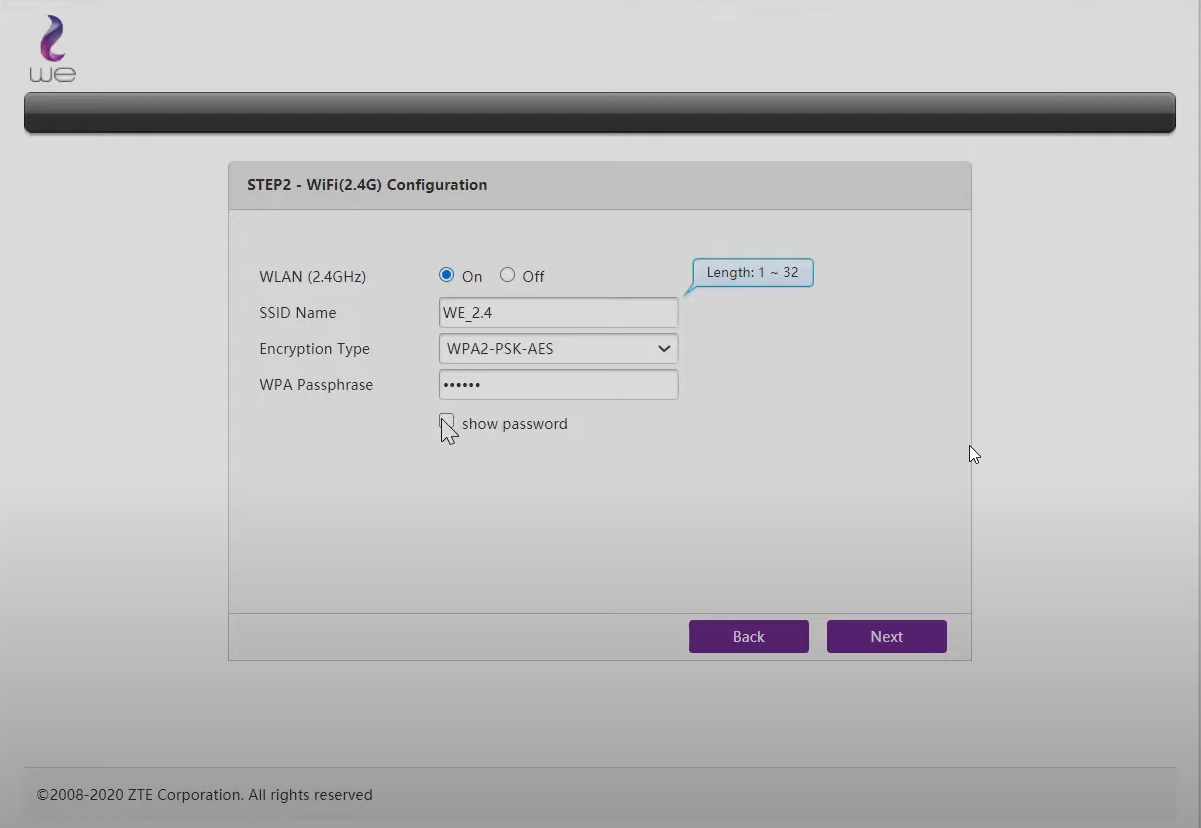 we
STEP2 - WiFi(2.4G) Configuration
WLAN (2.4GHz) On Off
Length: 1 ~ 32
SSID Name WE_2.4
Encryption Type WPA2-PSK-AES
WPA Passphrase ••••••
show password
Back Next
©2008-2020 ZTE Corporation. All rights reserved